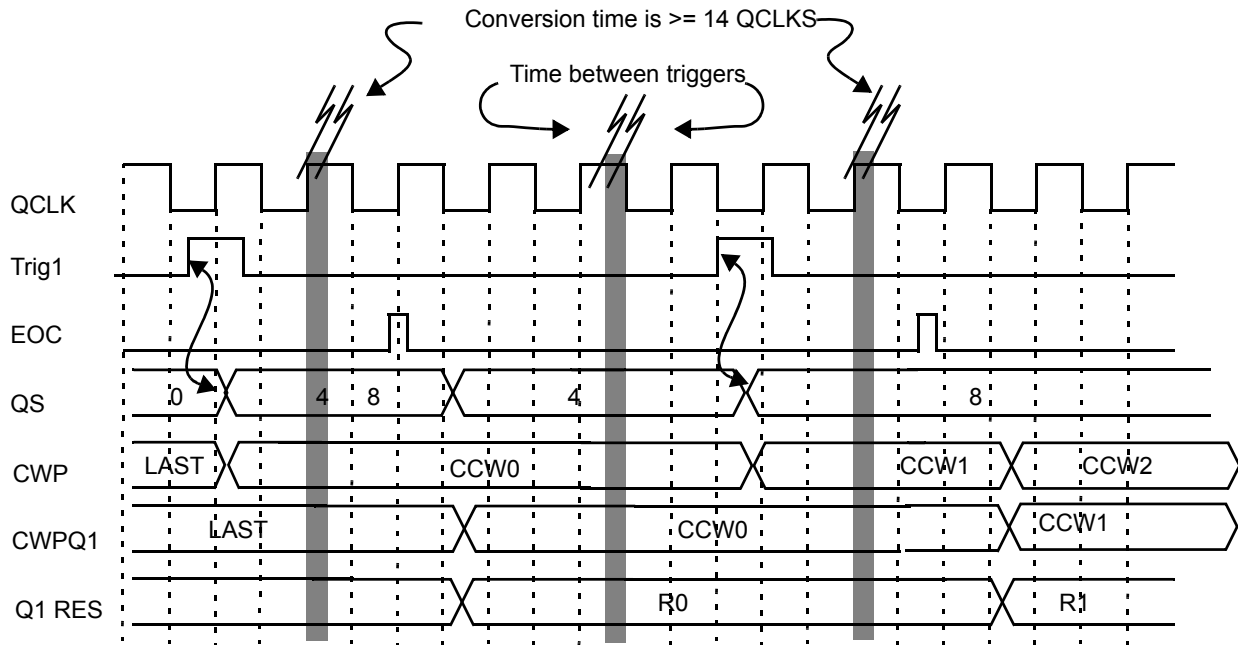 Conversion time is >= 14 QCLKS
Time between triggers
QCLK
Trig1
EOC
QS 0 4 8 4 8
CWP LAST CCW0 CCW1 CCW2
CWPQ1 LAST CCW0 CCW1
Q1 RES R0 R1